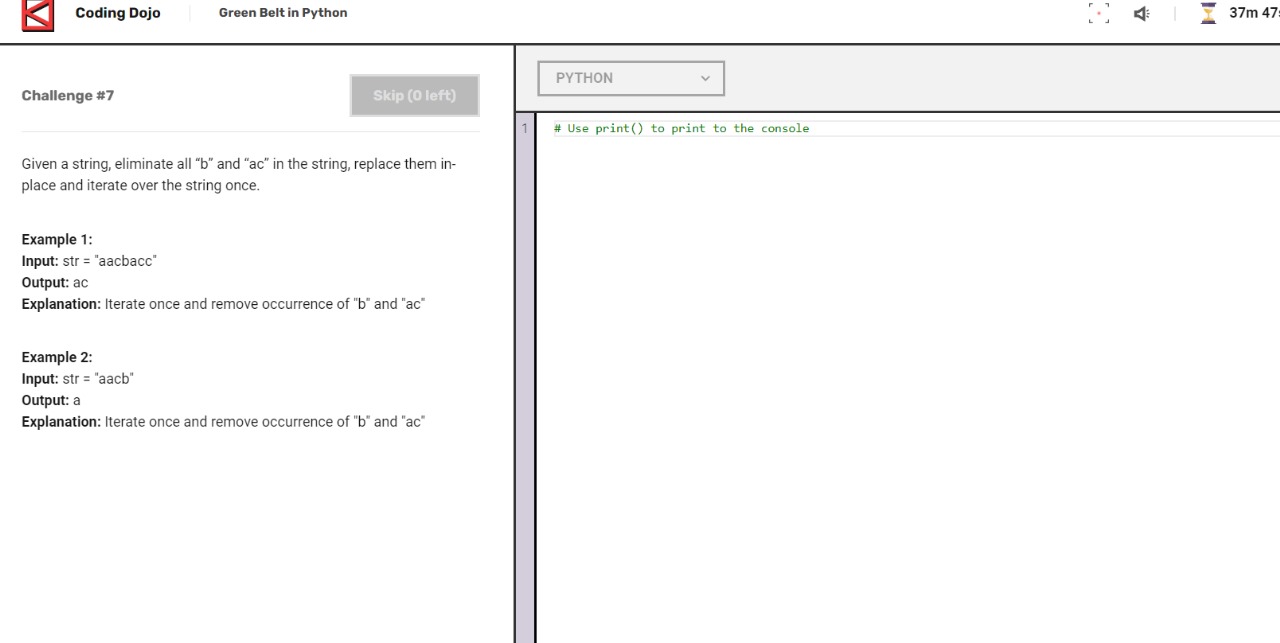 Coding Dojo
Green Belt in Python
37m 47s
Challenge #7
Skip (0 left)
PYTHON
Given a string, eliminate all “b” and “ac” in the string, replace them in-
place and iterate over the string once.
Example 1:
Input: str = "aacbacc"
Output: ac
Explanation: Iterate once and remove occurrence of "b" and "ac"
Example 2:
Input: str = "aacb"
Output: a
Explanation: Iterate once and remove occurrence of "b" and "ac"
1
# Use print() to print to the console